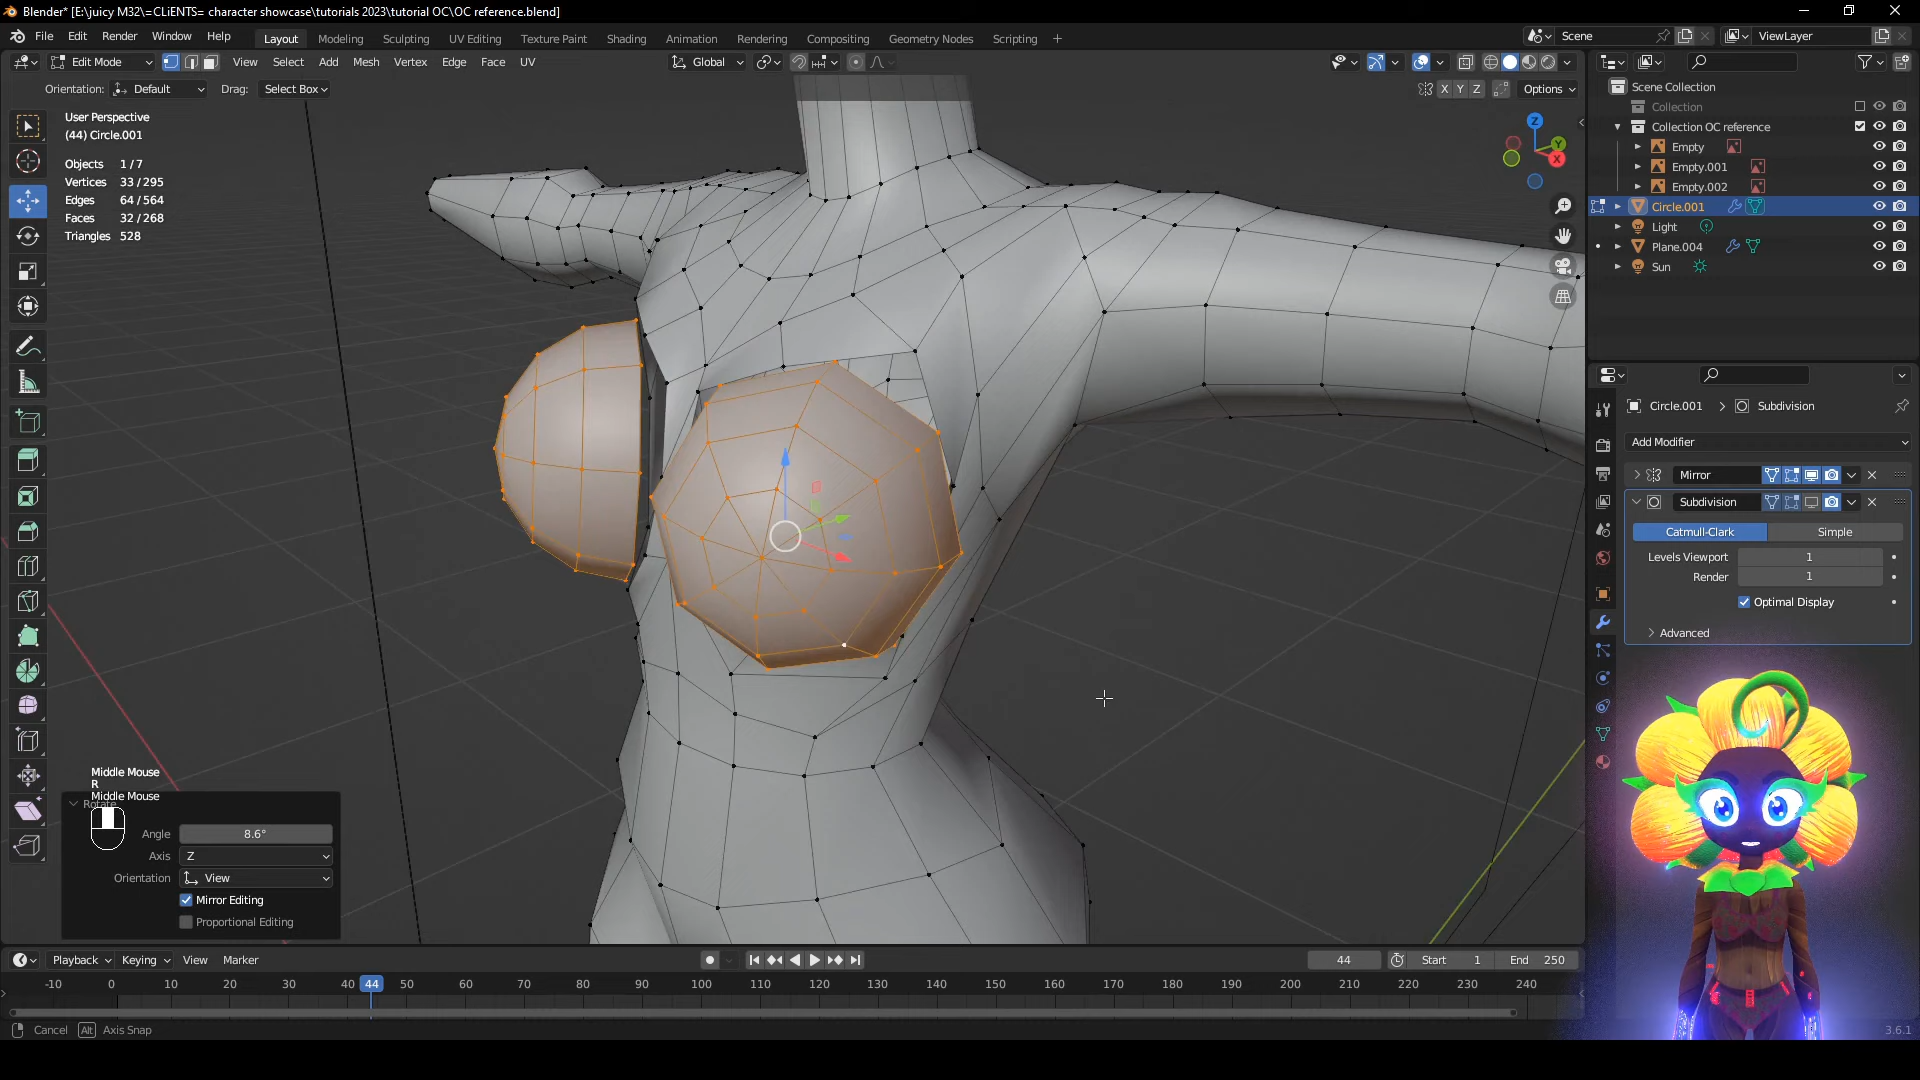 Blender* [E:\juicy M32\=CLiENTS= character showcase\tutorials 2023\tutorial OC\OC reference.blend]
File Edit Render Window Help Layout Modeling Sculpting UV Editing Texture Paint Shading Animation Rendering Compositing Geometry Nodes Scripting + Scene ViewLayer
Edit Mode View Select Add Mesh Vertex Edge Face UV Global
Orientation: Default Drag: Select Box X Y Z Options
User Perspective
(44) Circle.001
Objects 1 / 7
Vertices 33 / 295
Edges 64 / 564
Faces 32 / 268
Triangles 528
Z
Y
X
Scene Collection
Collection
Collection OC reference
Empty
Empty.001
Empty.002
Circle.001
Light
Plane.004
Sun
Circle.001 > Subdivision
Add Modifier
Mirror
Subdivision
Catmull-Clark Simple
Levels Viewport 1
Render 1
Optimal Display
Advanced
Middle Mouse
R
Middle Mouse
Rotate
Angle 8.6°
Axis Z
Orientation View
Mirror Editing
Proportional Editing
Playback Keying View Marker 44 Start 1 End 250
-10 0 10 20 30 40 44 50 60 70 80 90 100 110 120 130 140 150 160 170 180 190 200 210 220 230 240
Cancel Alt Axis Snap 3.6.1